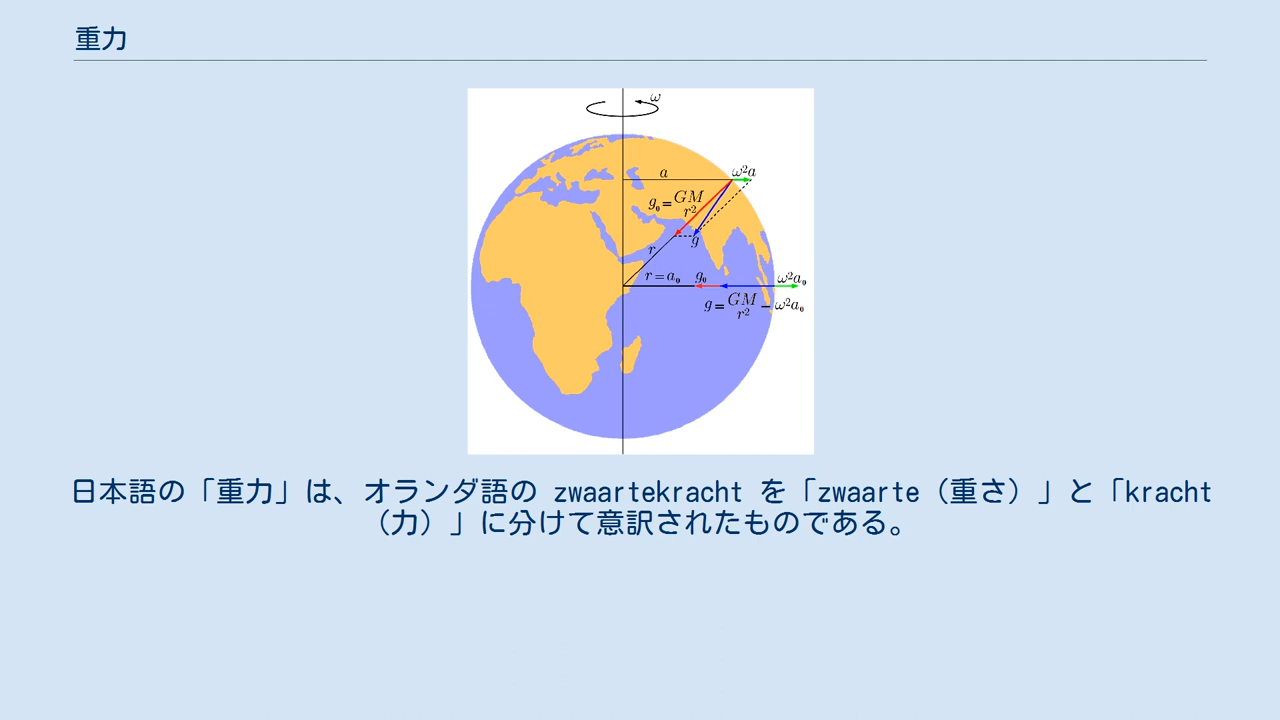 重力
ω
a
ω²a
g₀=GM/r²
g
r
r=a₀
g₀
ω²a₀
g=GM/r²−ω²a₀
日本語の「重力」は、オランダ語の zwaartekracht を「zwaarte（重さ）」と「kracht
（力）」に分けて意訳されたものである。